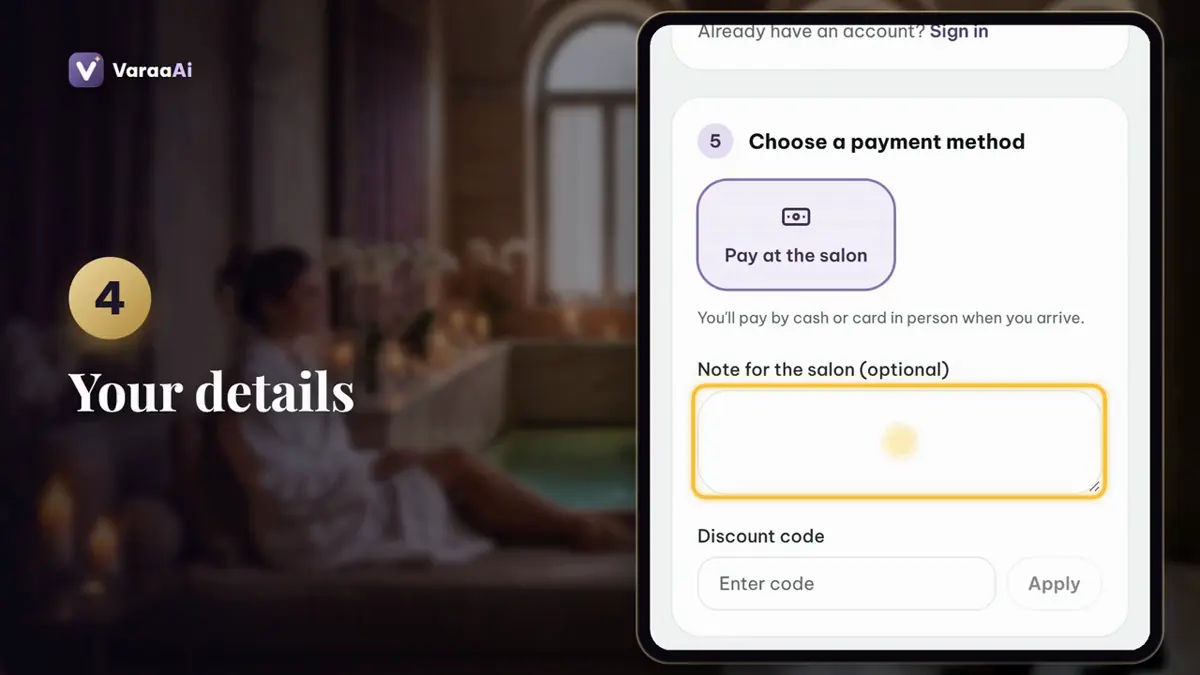 VaraaAi
4
Your details
Already have an account? Sign in
5 Choose a payment method
Pay at the salon
You'll pay by cash or card in person when you arrive.
Note for the salon (optional)
Discount code
Enter code Apply